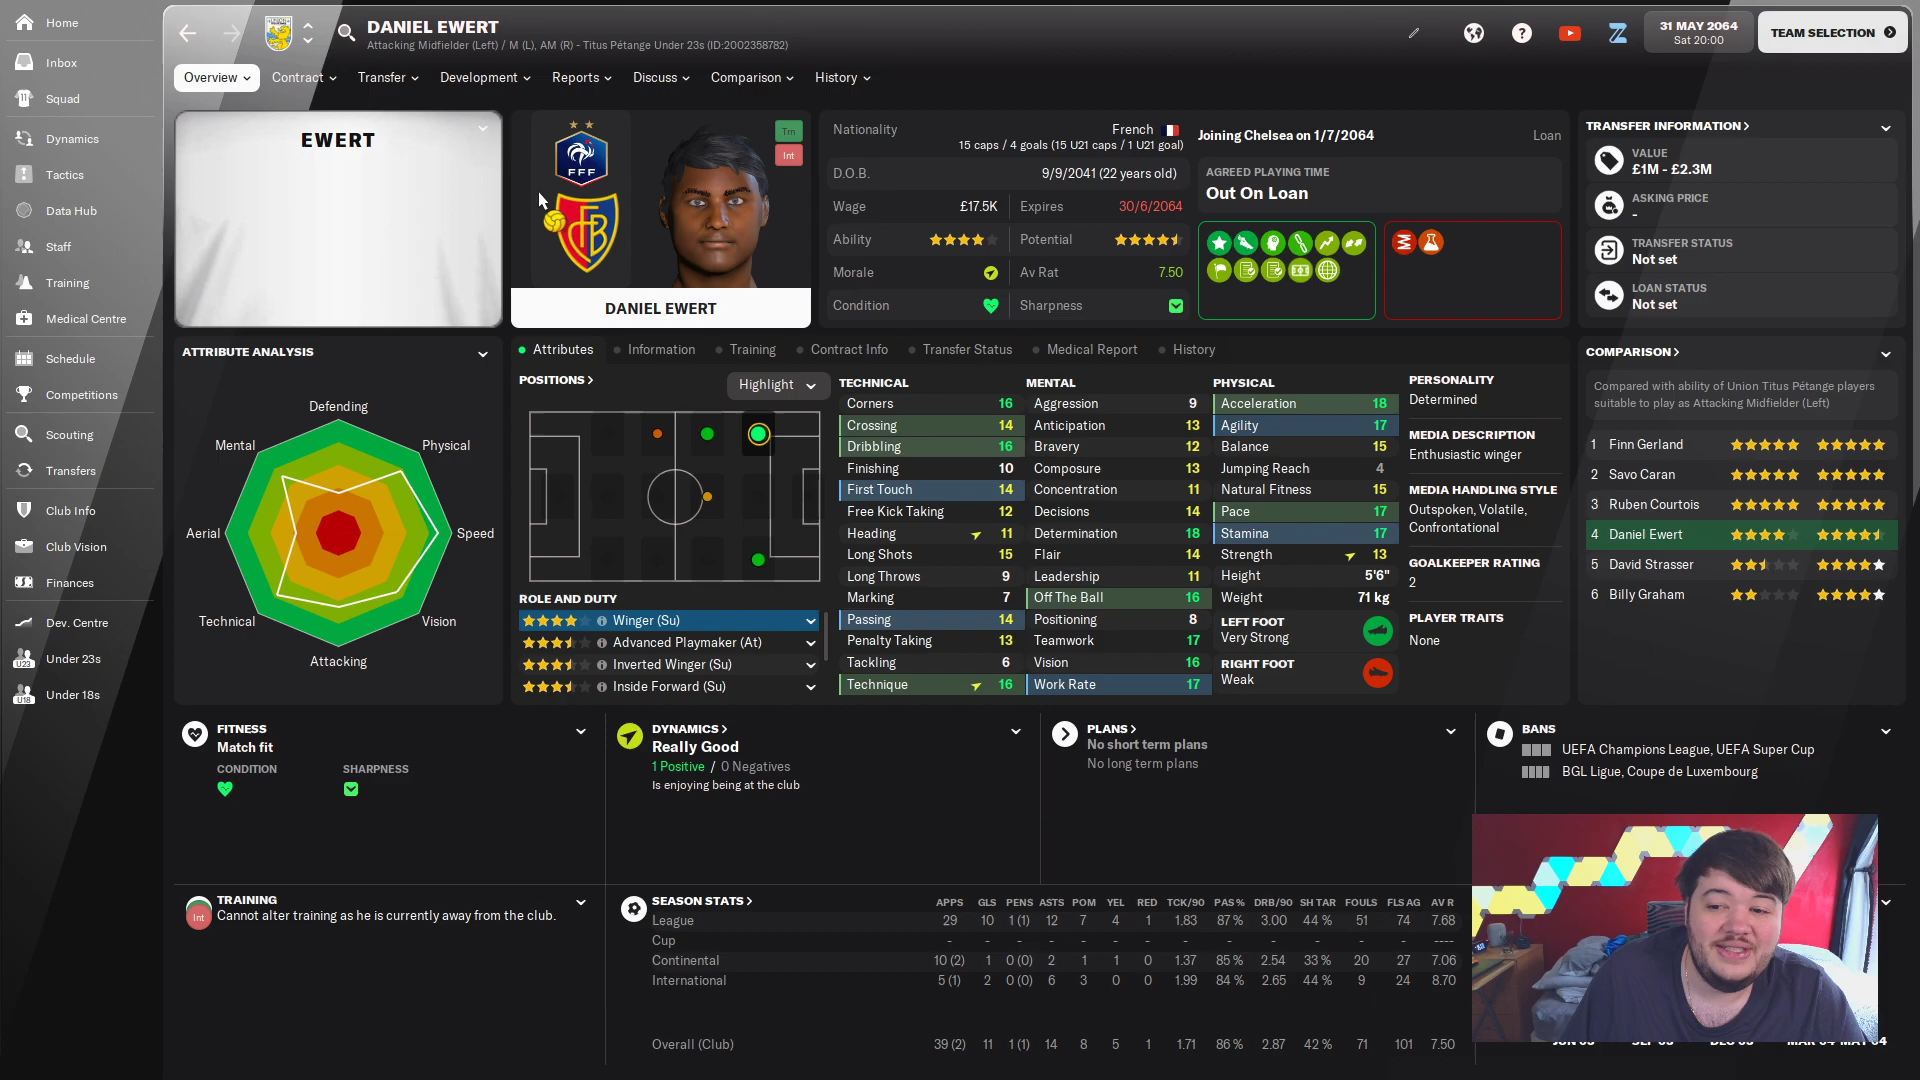 Home
Inbox
Squad
Dynamics
Tactics
Data Hub
Staff
Training
Medical Centre
Schedule
Competitions
Scouting
Transfers
Club Info
Club Vision
Finances
Dev. Centre
U23 Under 23s
U18 Under 18s
DANIEL EWERT
Attacking Midfielder (Left) / M (L), AM (R) - Titus Pétange Under 23s (ID:2002358782)
31 MAY 2064
Sat 20:00
TEAM SELECTION
Overview Contract Transfer Development Reports Discuss Comparison History
EWERT
FFF
FCB
Trn
Int
DANIEL EWERT
Nationality French
15 caps / 4 goals (15 U21 caps / 1 U21 goal)
D.O.B. 9/9/2041 (22 years old)
Wage £17.5K Expires 30/6/2064
Ability Potential
Morale Av Rat 7.50
Condition Sharpness
Joining Chelsea on 1/7/2064 Loan
AGREED PLAYING TIME
Out On Loan
TRANSFER INFORMATION >
VALUE
£1M - £2.3M
ASKING PRICE
-
TRANSFER STATUS
Not set
LOAN STATUS
Not set
ATTRIBUTE ANALYSIS
Defending
Physical
Speed
Vision
Attacking
Technical
Aerial
Mental
Attributes Information Training Contract Info Transfer Status Medical Report History
POSITIONS >
Highlight
ROLE AND DUTY
Winger (Su)
Advanced Playmaker (At)
Inverted Winger (Su)
Inside Forward (Su)
TECHNICAL
Corners 16
Crossing 14
Dribbling 16
Finishing 10
First Touch 14
Free Kick Taking 12
Heading 11
Long Shots 15
Long Throws 9
Marking 7
Passing 14
Penalty Taking 13
Tackling 6
Technique 16
MENTAL
Aggression 9
Anticipation 13
Bravery 12
Composure 13
Concentration 11
Decisions 14
Determination 18
Flair 14
Leadership 11
Off The Ball 16
Positioning 8
Teamwork 17
Vision 16
Work Rate 17
PHYSICAL
Acceleration 18
Agility 17
Balance 15
Jumping Reach 4
Natural Fitness 15
Pace 17
Stamina 17
Strength 13
Height 5'6"
Weight 71 kg
LEFT FOOT
Very Strong
RIGHT FOOT
Weak
PERSONALITY
Determined
MEDIA DESCRIPTION
Enthusiastic winger
MEDIA HANDLING STYLE
Outspoken, Volatile,
Confrontational
GOALKEEPER RATING
2
PLAYER TRAITS
None
COMPARISON >
Compared with ability of Union Titus Pétange players
suitable to play as Attacking Midfielder (Left)
1 Finn Gerland
2 Savo Caran
3 Ruben Courtois
4 Daniel Ewert
5 David Strasser
6 Billy Graham
FITNESS
Match fit
CONDITION SHARPNESS
DYNAMICS >
Really Good
1 Positive / 0 Negatives
Is enjoying being at the club
PLANS >
No short term plans
No long term plans
BANS
UEFA Champions League, UEFA Super Cup
BGL Ligue, Coupe de Luxembourg
TRAINING
Int
Cannot alter training as he is currently away from the club.
SEASON STATS > APPS GLS PENS ASTS POM YEL RED TCK/90 PAS % DRB/90 SH TAR FOULS FLS AG AV R
League 29 10 1 (1) 12 7 4 1 1.83 87 % 3.00 44 % 51 74 7.68
Cup - - - - - - - - - - - - - ----
Continental 10 (2) 1 0 (0) 2 1 1 0 1.37 85 % 2.54 33 % 20 27 7.06
International 5 (1) 2 0 (0) 6 3 0 0 1.99 84 % 2.65 44 % 9 24 8.70
Overall (Club) 39 (2) 11 1 (1) 14 8 5 1 1.71 86 % 2.87 42 % 71 101 7.50